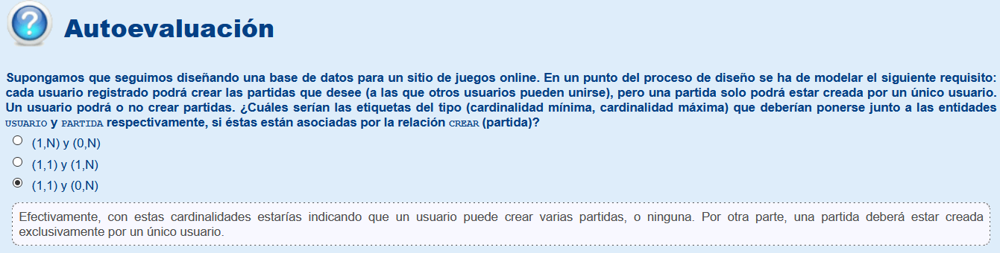 Autoevaluación
Supongamos que seguimos diseñando una base de datos para un sitio de juegos online. En un punto del proceso de diseño se ha de modelar el siguiente requisito:
cada usuario registrado podrá crear las partidas que desee (a las que otros usuarios pueden unirse), pero una partida solo podrá estar creada por un único usuario.
Un usuario podrá o no crear partidas. ¿Cuáles serían las etiquetas del tipo (cardinalidad mínima, cardinalidad máxima) que deberían ponerse junto a las entidades
USUARIO y PARTIDA respectivamente, si éstas están asociadas por la relación CREAR (partida)?
(1,N) y (0,N)
(1,1) y (1,N)
(1,1) y (0,N)
Efectivamente, con estas cardinalidades estarías indicando que un usuario puede crear varias partidas, o ninguna. Por otra parte, una partida deberá estar creada
exclusivamente por un único usuario.